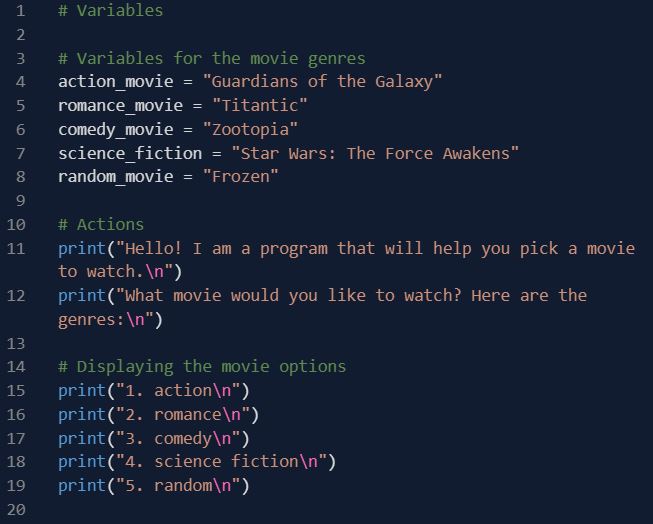 1 # Variables
2
3 # Variables for the movie genres
4 action_movie = "Guardians of the Galaxy"
5 romance_movie = "Titantic"
6 comedy_movie = "Zootopia"
7 science_fiction = "Star Wars: The Force Awakens"
8 random_movie = "Frozen"
9
10 # Actions
11 print("Hello! I am a program that will help you pick a movie
to watch.\n")
12 print("What movie would you like to watch? Here are the
genres:\n")
13
14 # Displaying the movie options
15 print("1. action\n")
16 print("2. romance\n")
17 print("3. comedy\n")
18 print("4. science fiction\n")
19 print("5. random\n")
20